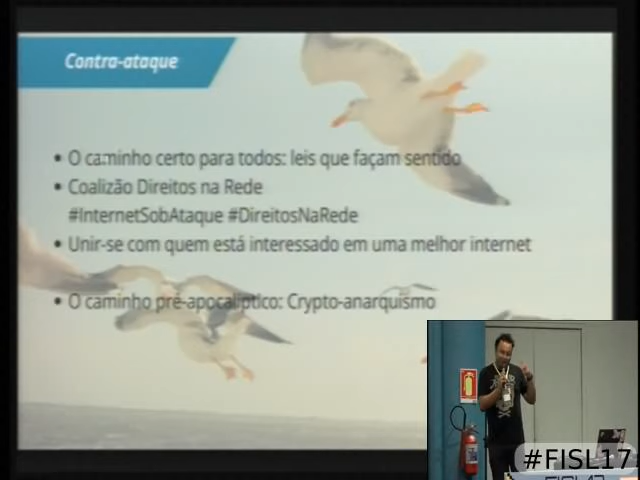 Contra-ataque
• O caminho certo para todos: leis que façam sentido
• Coalizão Direitos na Rede
#InternetSobAtaque #DireitosNaRede
• Unir-se com quem está interessado em uma melhor internet
• O caminho pré-apocalíptico: Crypto-anarquismo
#FISL17
FISL17